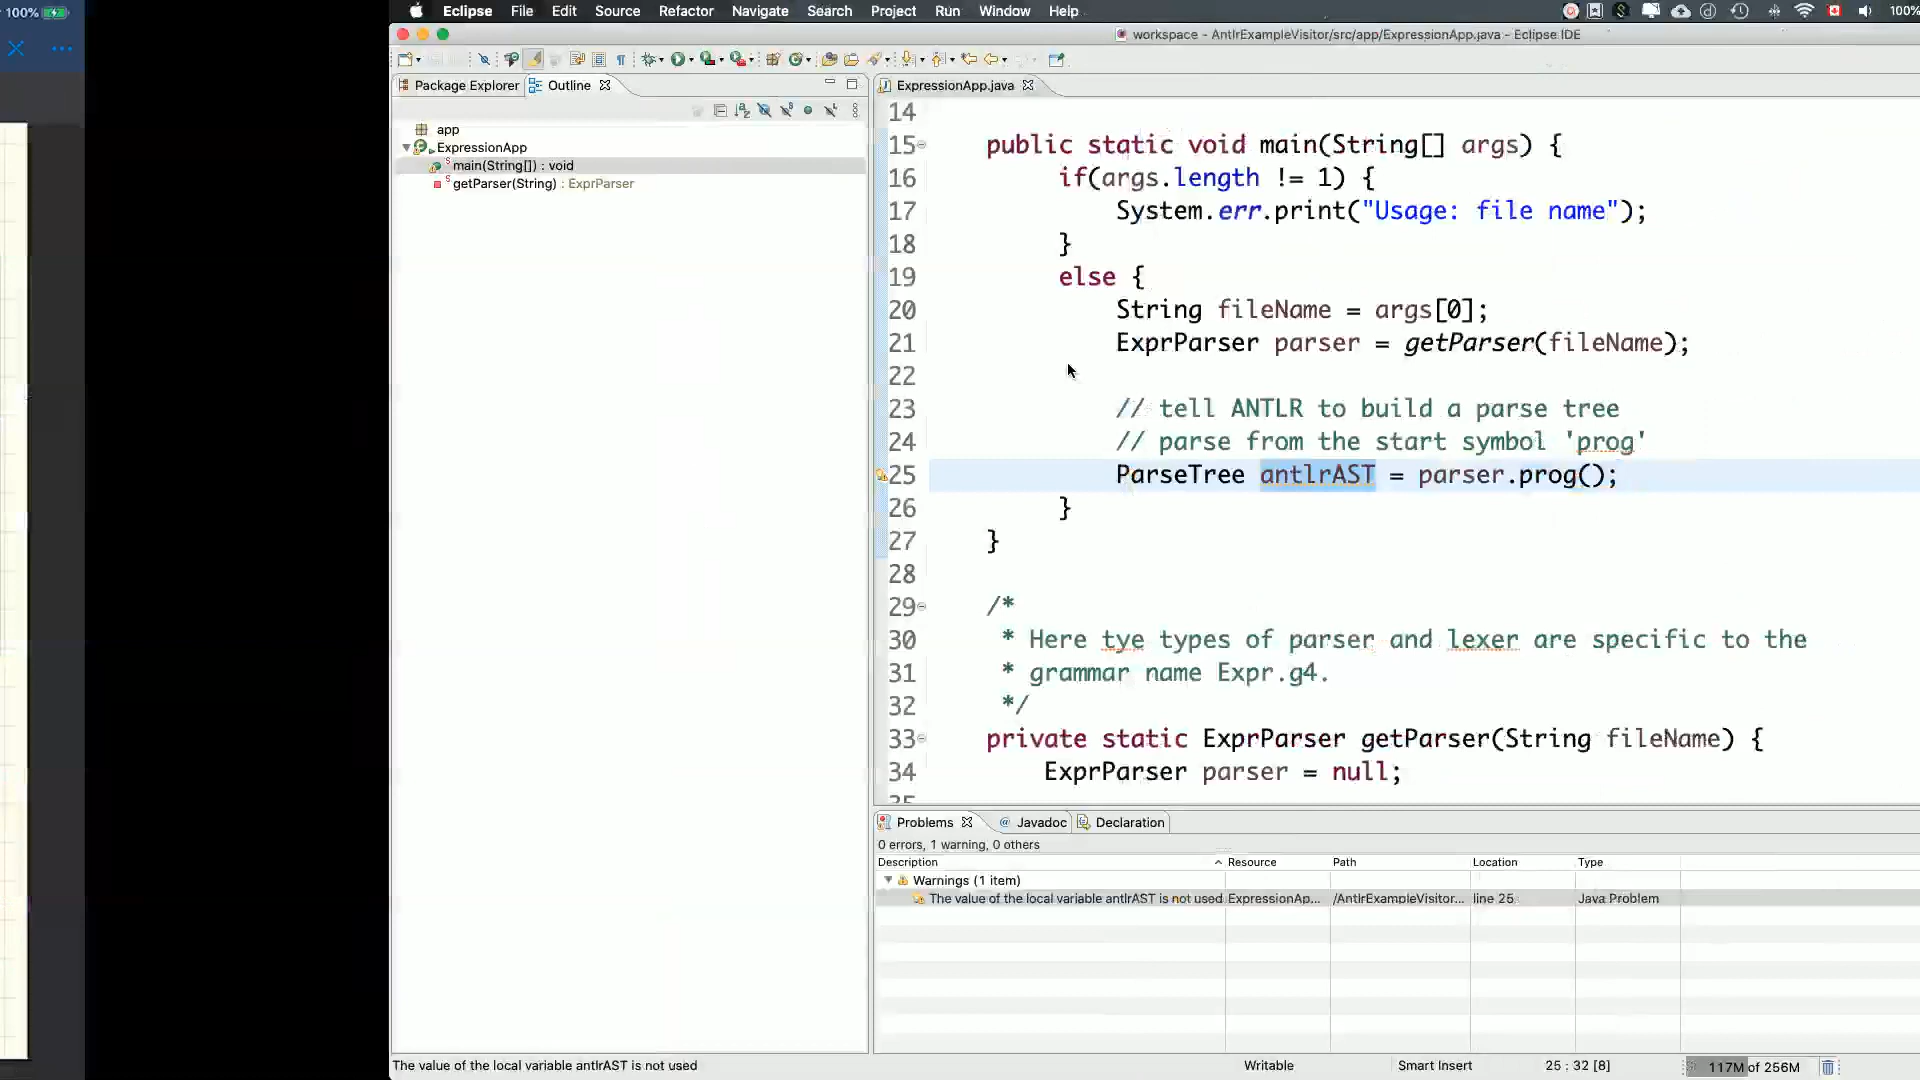 100%
Eclipse File Edit Source Refactor Navigate Search Project Run Window Help
100%
workspace - AntlrExampleVisitor/src/app/ExpressionApp.java - Eclipse IDE
Package Explorer Outline
ExpressionApp.java
app
ExpressionApp
main(String[]) : void
getParser(String) : ExprParser
14
15 public static void main(String[] args) {
16 if(args.length != 1) {
17 System.err.print("Usage: file name");
18 }
19 else {
20 String fileName = args[0];
21 ExprParser parser = getParser(fileName);
22
23 // tell ANTLR to build a parse tree
24 // parse from the start symbol 'prog'
25 ParseTree antlrAST = parser.prog();
26 }
27 }
28
29 /*
30 * Here tye types of parser and lexer are specific to the
31 * grammar name Expr.g4.
32 */
33 private static ExprParser getParser(String fileName) {
34 ExprParser parser = null;
35
Problems @ Javadoc Declaration
0 errors, 1 warning, 0 others
Description Resource Path Location Type
Warnings (1 item)
The value of the local variable antlrAST is not used ExpressionAp... /AntlrExampleVisitor... line 25 Java Problem
The value of the local variable antlrAST is not used Writable Smart Insert 25 : 32 [8] 117M of 256M